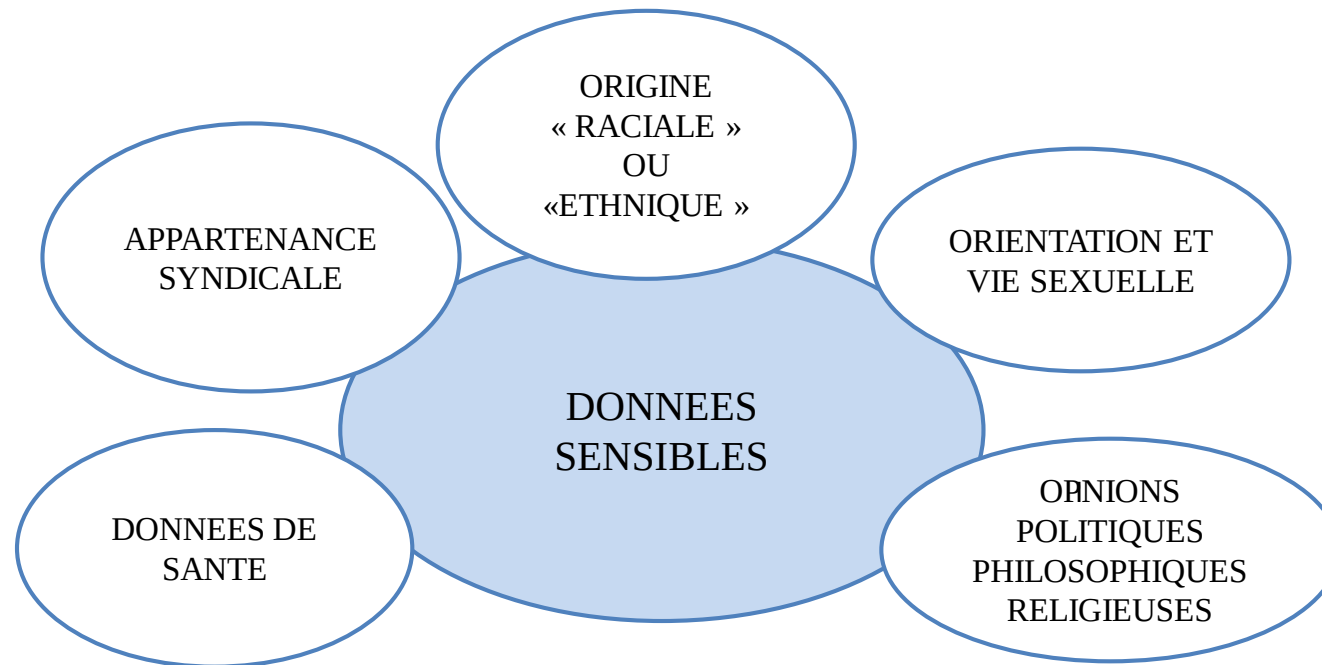 ORIGINE
« RACIALE »
OU
«ETHNIQUE »
APPARTENANCE
SYNDICALE
ORIENTATION ET
VIE SEXUELLE
DONNEES
SENSIBLES
DONNEES DE
SANTE
OPINIONS
POLITIQUES
PHILOSOPHIQUES
RELIGIEUSES